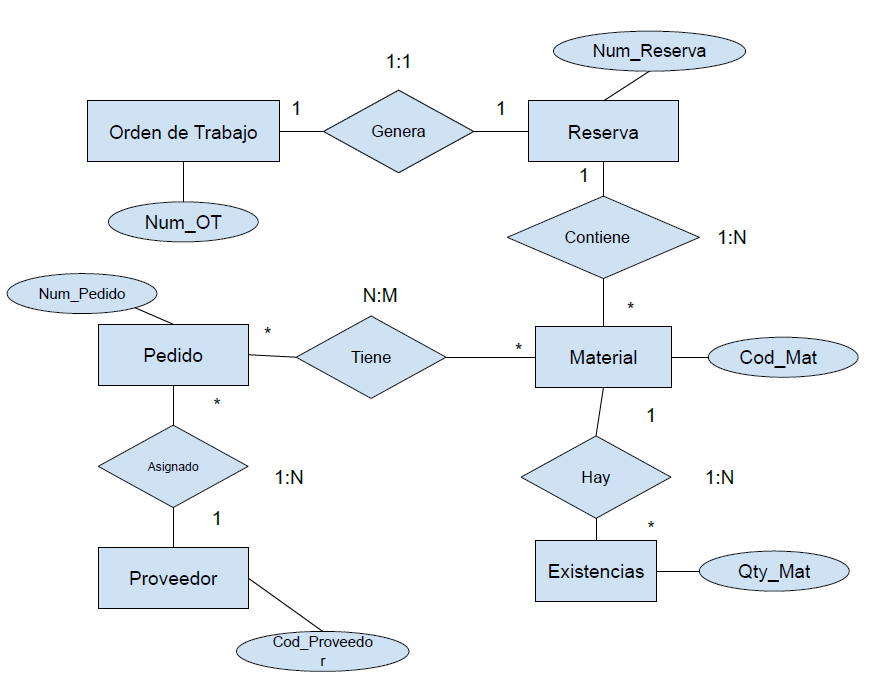 Num_Reserva
1:1
1
1
Orden de Trabajo
Genera
Reserva
1
Num_OT
Contiene
1:N
Num_Pedido
N:M
*
*
*
Pedido
Tiene
Material
Cod_Mat
*
1
Asignado
1:N
Hay
1:N
1
*
Proveedor
Existencias
Qty_Mat
Cod_Proveedo
r